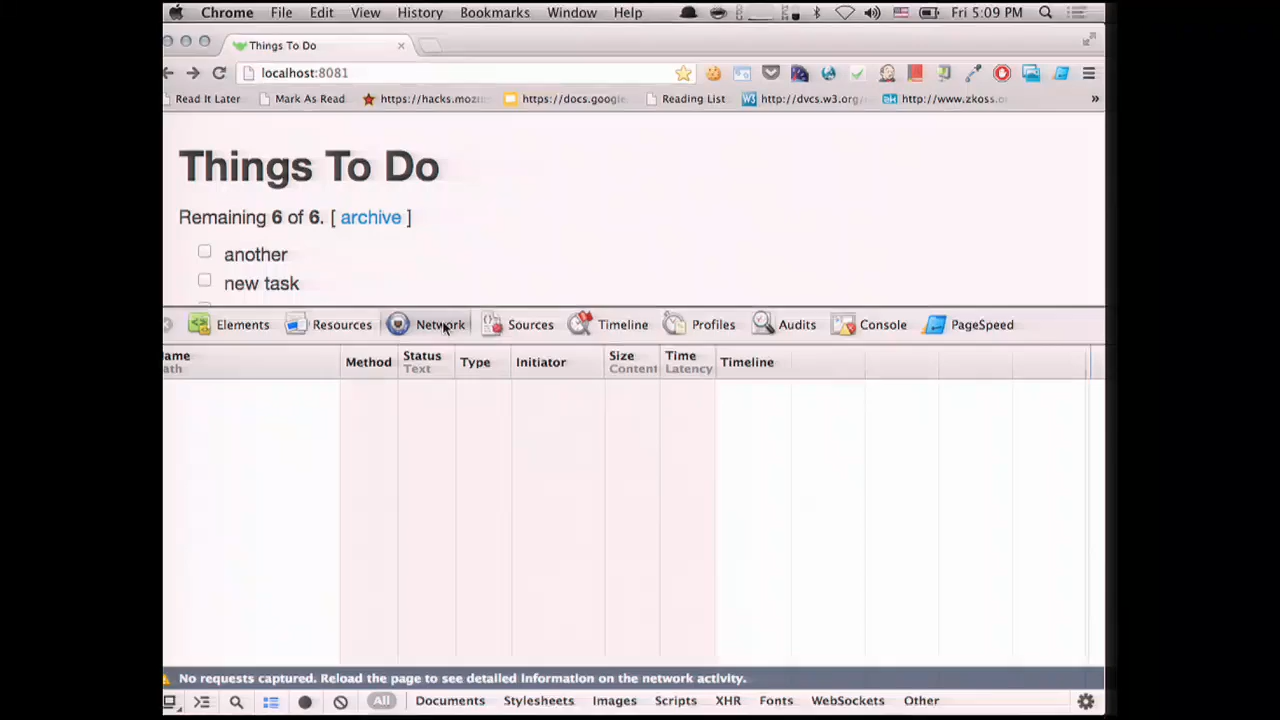 Chrome File Edit View History Bookmarks Window Help Fri 5:09 PM
Things To Do
localhost:8081
Read It Later Mark As Read https://hacks.mozu https://docs.google. Reading List http://dvcs.w3.org/ http://www.zkoss.o »
Things To Do
Remaining 6 of 6. [ archive ]
another
new task
Elements Resources Network Sources Timeline Profiles Audits Console PageSpeed
ame Method Status Type Initiator Size Time Timeline
ath Text Content Latency
No requests captured. Reload the page to see detailed information on the network activity.
All Documents Stylesheets Images Scripts XHR Fonts WebSockets Other